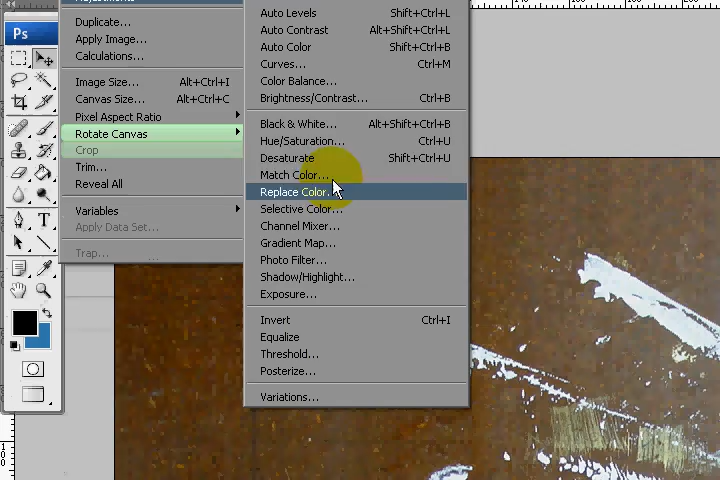 Adjustments
Duplicate...
Apply Image...
Calculations...
Image Size... Alt+Ctrl+I
Canvas Size... Alt+Ctrl+C
Pixel Aspect Ratio
Rotate Canvas
Crop
Trim...
Reveal All
Variables
Apply Data Set...
Trap...
Auto Levels Shift+Ctrl+L
Auto Contrast Alt+Shift+Ctrl+L
Auto Color Shift+Ctrl+B
Curves... Ctrl+M
Color Balance...
Brightness/Contrast... Ctrl+B
Black & White... Alt+Shift+Ctrl+B
Hue/Saturation... Ctrl+U
Desaturate Shift+Ctrl+U
Match Color...
Replace Color...
Selective Color...
Channel Mixer...
Gradient Map...
Photo Filter...
Shadow/Highlight...
Exposure...
Invert Ctrl+I
Equalize
Threshold...
Posterize...
Variations...
Ps
T
100